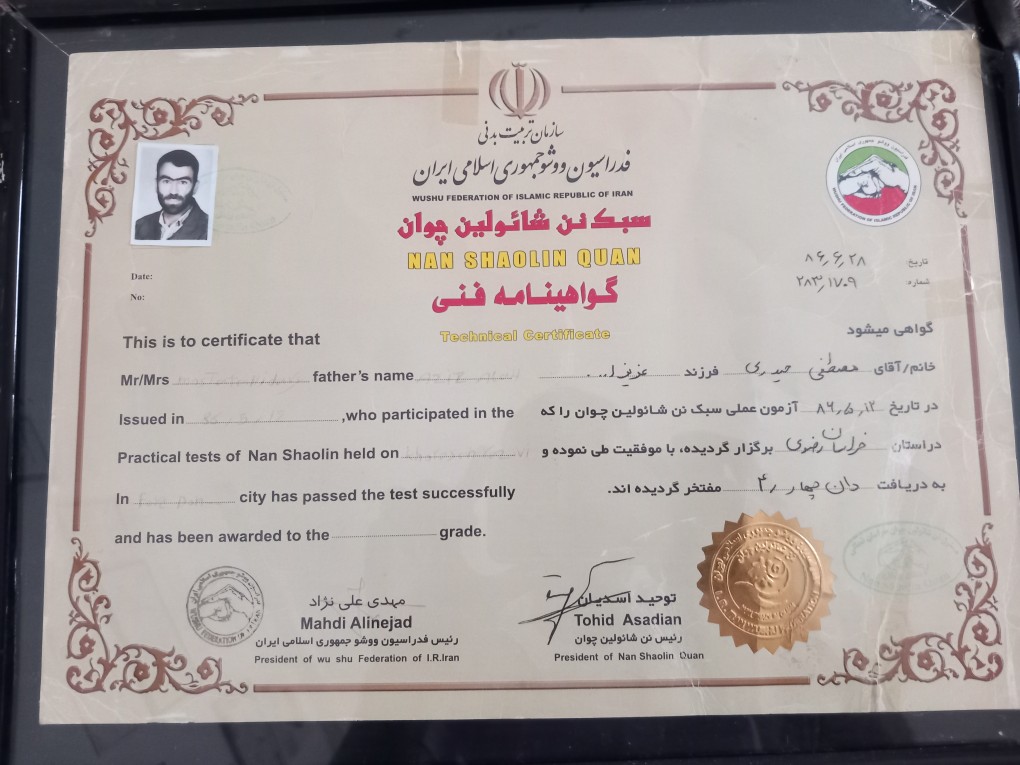 سازمان تربیت بدنی
فدراسیون ووشو جمهوری اسلامی ایران
WUSHU FEDERATION OF ISLAMIC REPUBLIC OF IRAN
سبک نن شائولین چوان
NAN SHAOLIN QUAN
گواهینامه فنی
Technical Certificate
تاریخ: ۸۶٫۶٫۲۸
شماره: ۲۸۳٫۱۷۰۹
Date:
No:
گواهی میشود
خانم/آقای مصطفی حیدری فرزند عزیزا...
در تاریخ ۸۶٫۵٫۱۲ آزمون عملی سبک نن شائولین چوان را که
دراستان خراسان رضوی برگزار گردیده، با موفقیت طی نموده و
به دریافت دان چهار ۴ مفتخر گردیده اند.
This is to certificate that
Mr/Mrs father's name
Issued in ,who participated in the
Practical tests of Nan Shaolin held on
In city has passed the test successfully
and has been awarded to the grade.
مهدی علی نژاد
Mahdi Alinejad
رئیس فدراسیون ووشو جمهوری اسلامی ایران
President of wu shu Federation of I.R.Iran
توحید اسدیان
Tohid Asadian
رئیس نن شائولین چوان
President of Nan Shaolin Quan